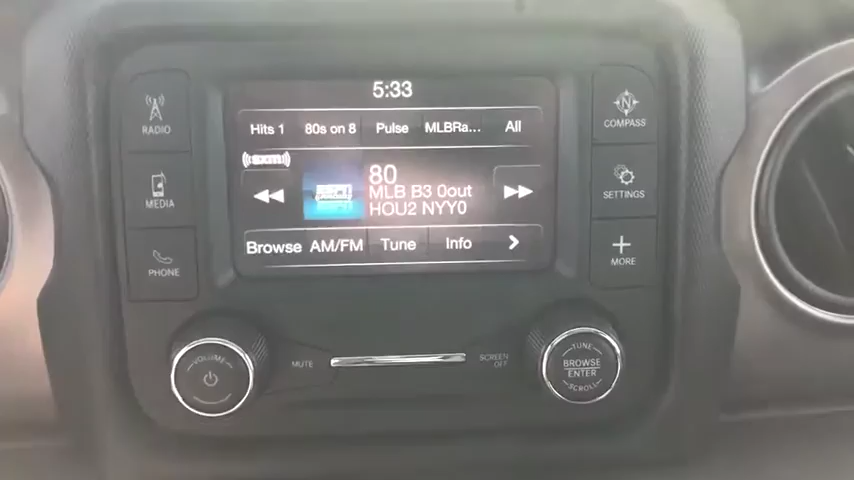 5:33
Hits 1 80s on 8 Pulse MLBRa... All
((SXM))
80
MLB B3 0out
HOU2 NYY0
Browse AM/FM Tune Info >
RADIO
MEDIA
PHONE
COMPASS
N
SETTINGS
MORE
VOLUME
MUTE
SCREEN
OFF
TUNE
BROWSE
ENTER
SCROLL